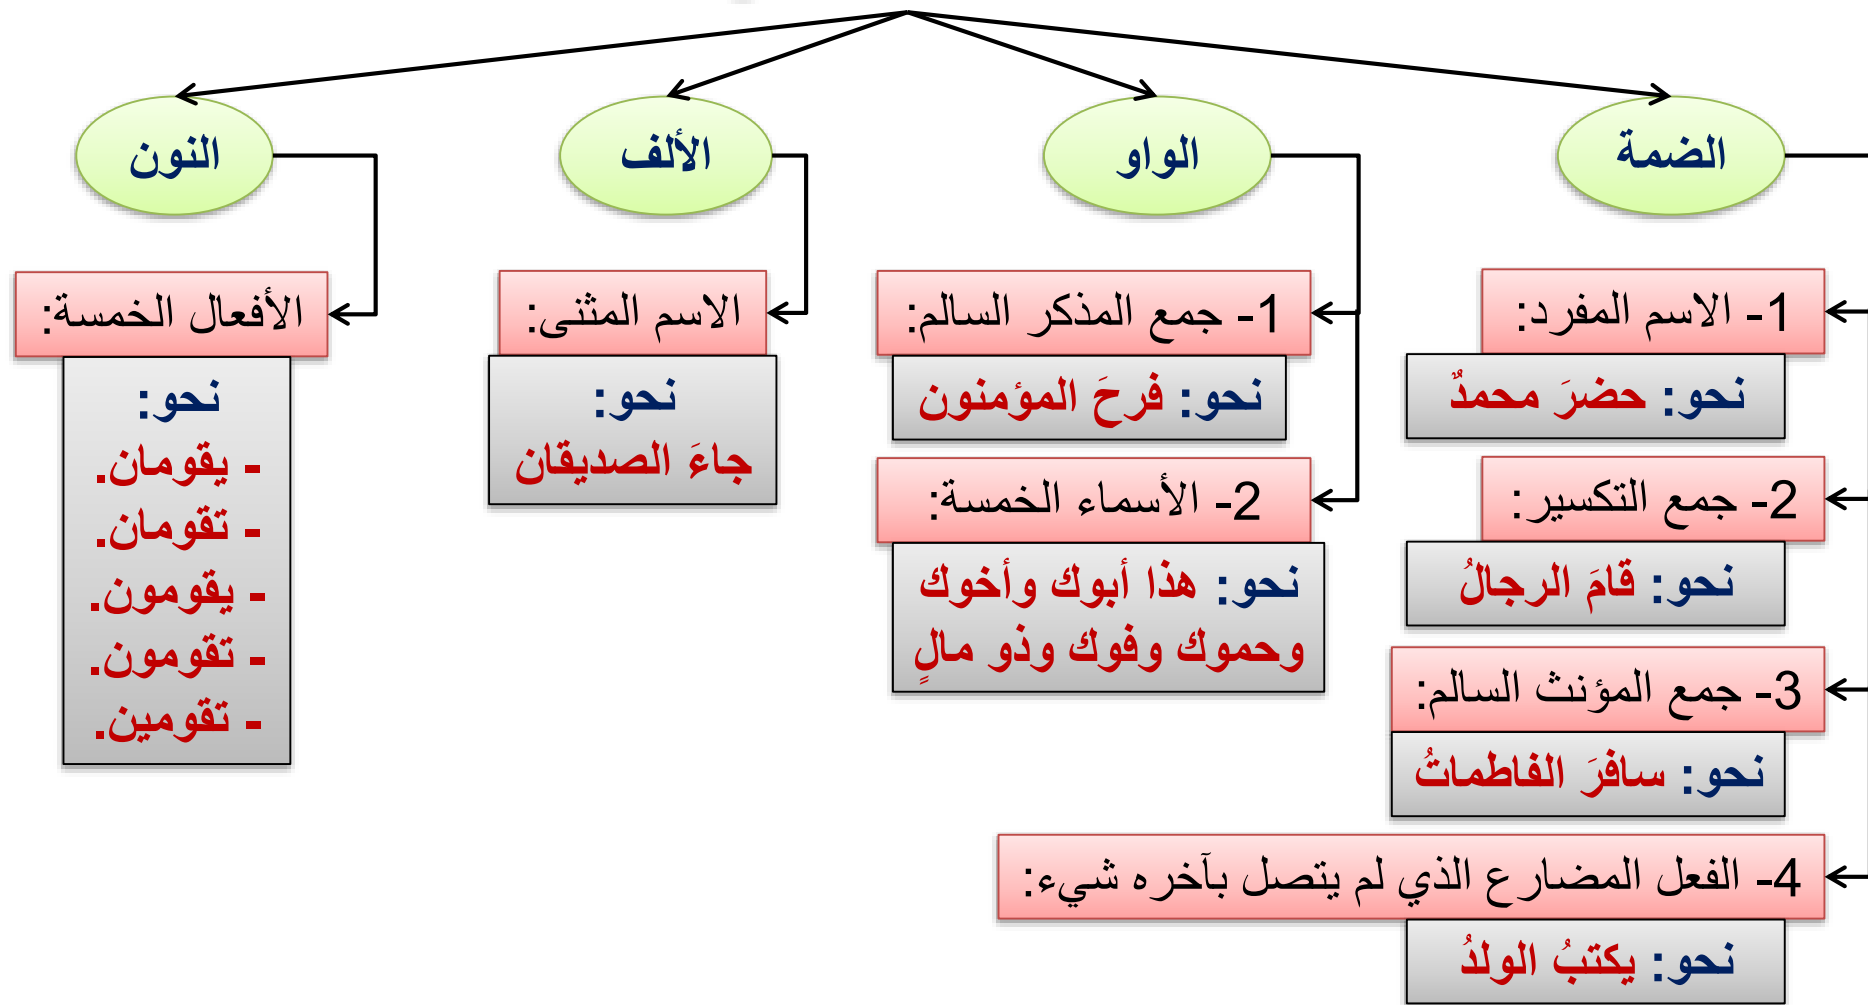 الضمة
الواو
الألف
النون
1- الاسم المفرد:
نحو: حضرَ محمدٌ
2- جمع التكسير:
نحو: قامَ الرجالُ
3- جمع المؤنث السالم:
نحو: سافرَ الفاطماتُ
4- الفعل المضارع الذي لم يتصل بآخره شيء:
نحو: يكتبُ الولدُ
1- جمع المذكر السالم:
نحو: فرحَ المؤمنون
2- الأسماء الخمسة:
نحو: هذا أبوك وأخوك
وحموك وفوك وذو مالٍ
الاسم المثنى:
نحو:
جاءَ الصديقان
الأفعال الخمسة:
نحو:
- يقومان.
- تقومان.
- يقومون.
- تقومون.
- تقومين.